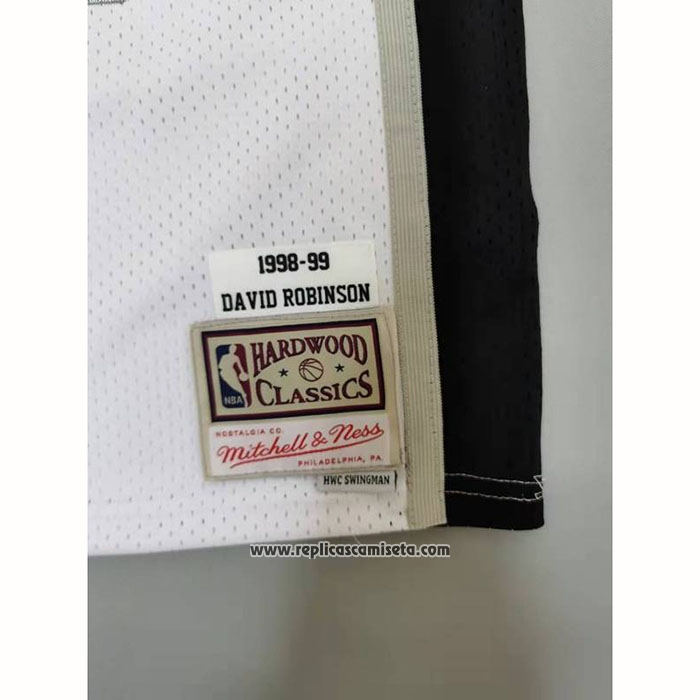 1998-99
DAVID ROBINSON
HARDWOOD
CLASSICS
NBA
NOSTALGIA CO.
Mitchell & Ness
PHILADELPHIA, PA.
HWC SWINGMAN
www.replicascamiseta.com